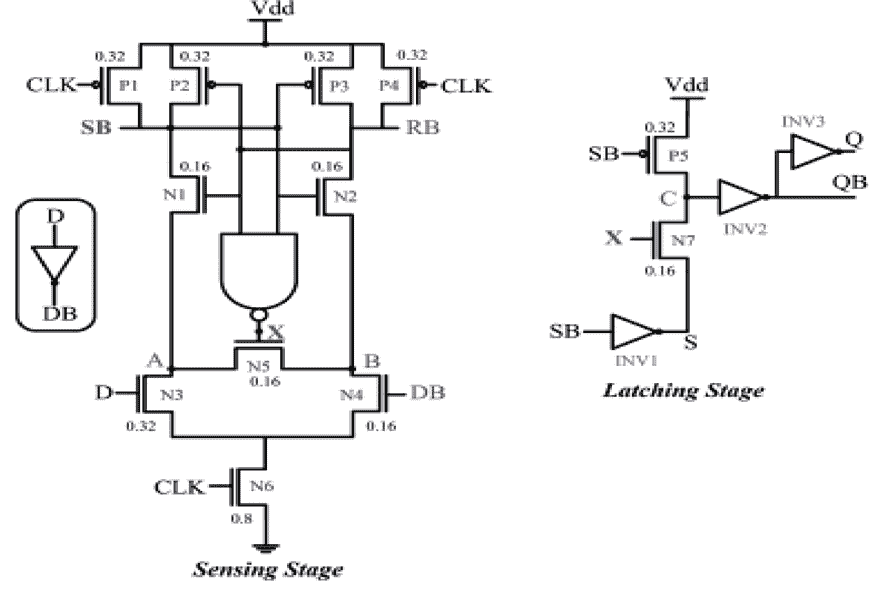 Vdd
0.32 0.32 0.32 0.32
CLK P1 P2 P3 P4 CLK
SB RB
0.16 0.16
N1 N2
X
A B
N5
0.16
D N3 N4 DB
0.32 0.16
CLK N6
0.8
Sensing Stage
D
DB
Vdd
0.32
SB P5
INV3
Q
QB
C
INV2
X N7
0.16
SB
INV1
S
Latching Stage